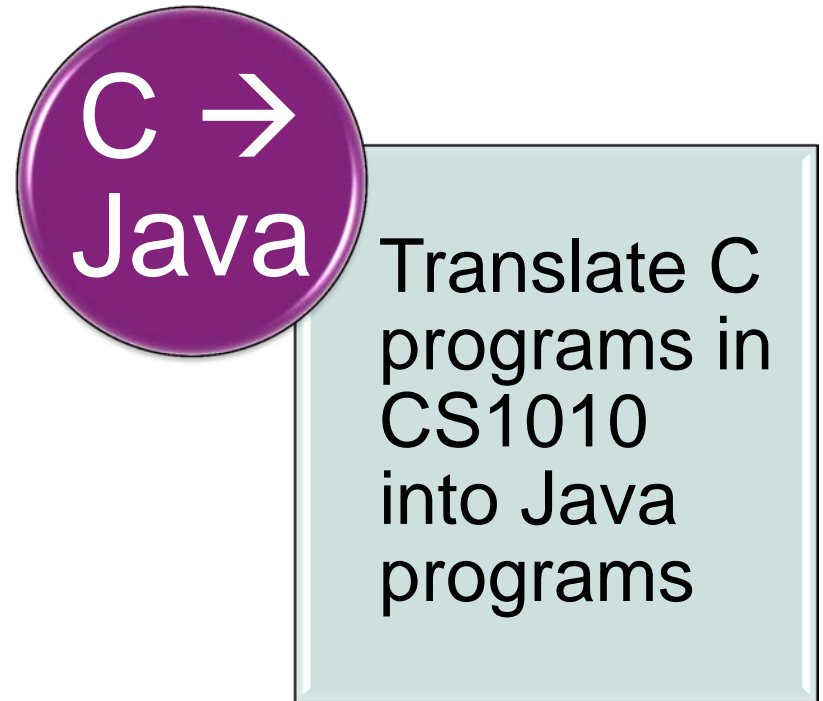 C →
Java
Translate C
programs in
CS1010
into Java
programs